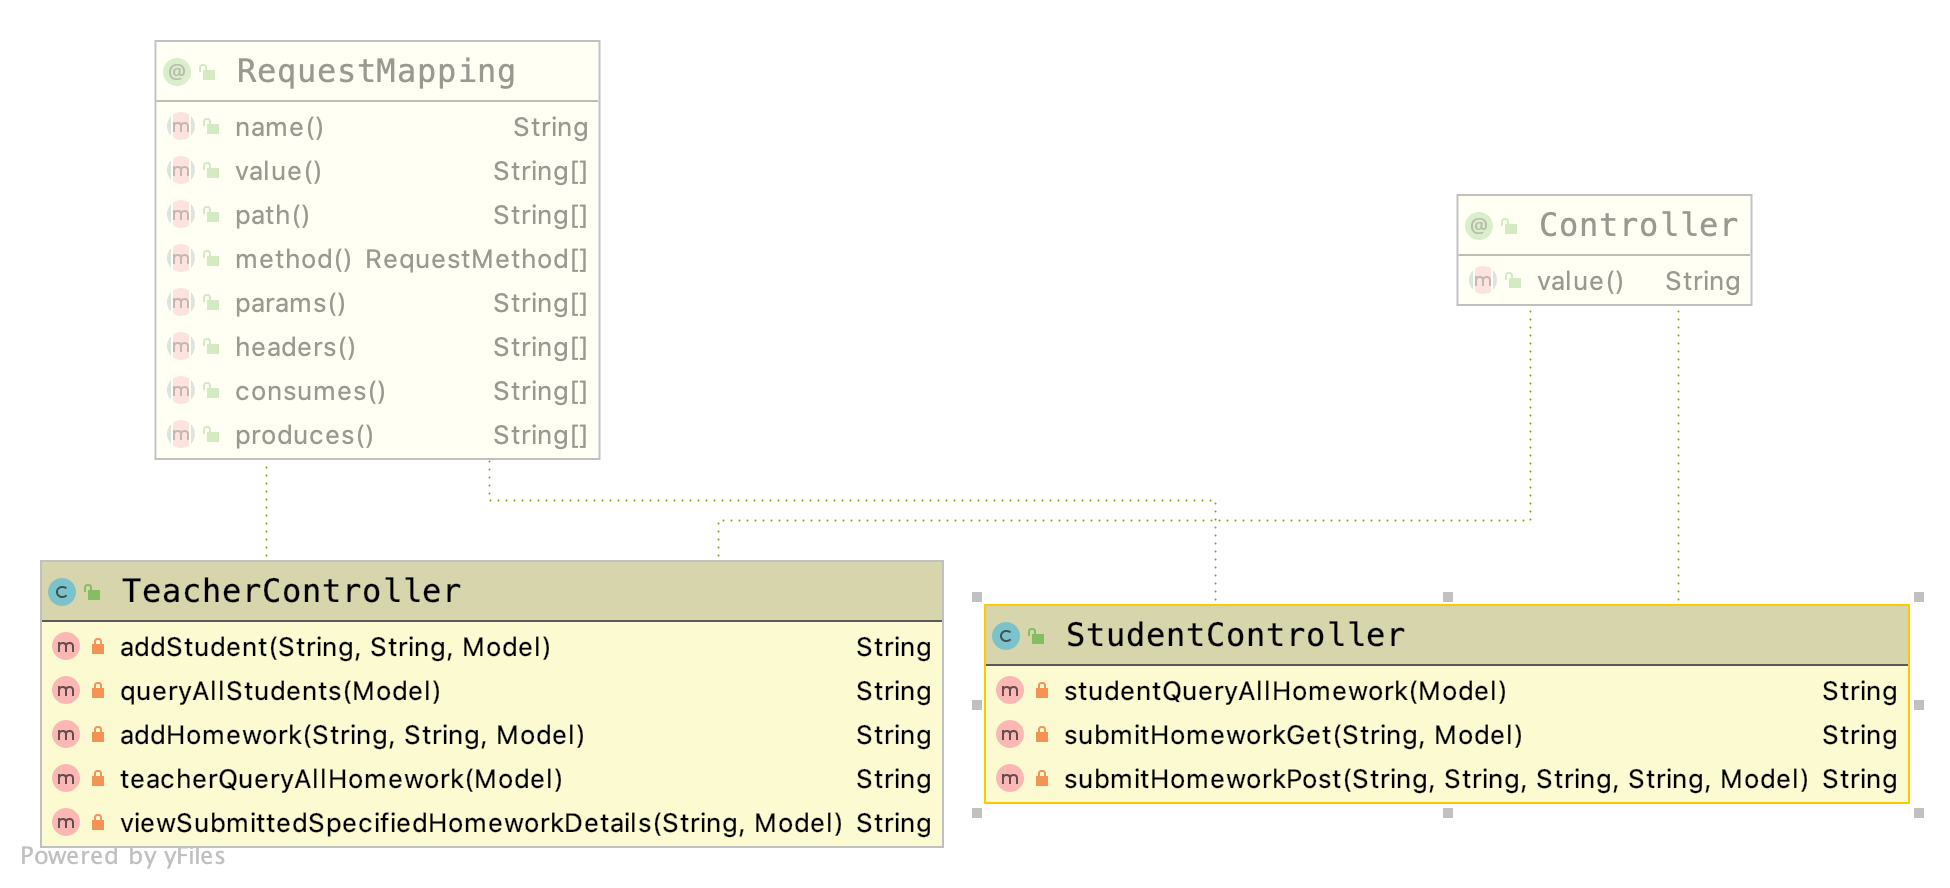 RequestMapping
name() String
value() String[]
path() String[]
method() RequestMethod[]
params() String[]
headers() String[]
consumes() String[]
produces() String[]
Controller
value() String
TeacherController
addStudent(String, String, Model) String
queryAllStudents(Model) String
addHomework(String, String, Model) String
teacherQueryAllHomework(Model) String
viewSubmittedSpecifiedHomeworkDetails(String, Model) String
StudentController
studentQueryAllHomework(Model) String
submitHomeworkGet(String, Model) String
submitHomeworkPost(String, String, String, String, Model) String
Powered by yFiles